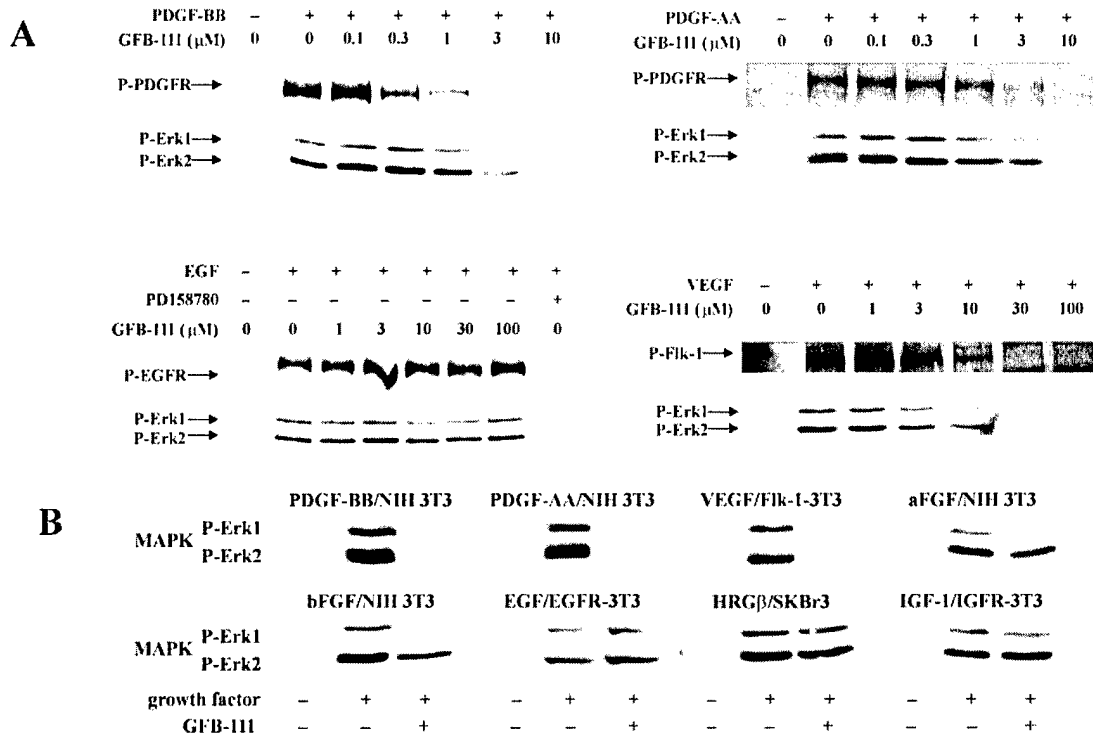 A
PDGF-BB – + + + + + +
GFB-111 (µM) 0 0 0.1 0.3 1 3 10
P-PDGFR
P-Erk1
P-Erk2
PDGF-AA – + + + + + +
GFB-111 (µM) 0 0 0.1 0.3 1 3 10
P-PDGFR
P-Erk1
P-Erk2
EGF – + + + + + + +
PD158780 – – – – – – – +
GFB-111 (µM) 0 0 1 3 10 30 100 0
P-EGFR
P-Erk1
P-Erk2
VEGF – + + + + + +
GFB-111 (µM) 0 0 1 3 10 30 100
P-Flk-1
P-Erk1
P-Erk2
B
PDGF-BB/NIH 3T3 PDGF-AA/NIH 3T3 VEGF/Flk-1-3T3 aFGF/NIH 3T3
MAPK P-Erk1
P-Erk2
bFGF/NIH 3T3 EGF/EGFR-3T3 HRGβ/SKBr3 IGF-1/IGFR-3T3
MAPK P-Erk1
P-Erk2
growth factor – + + – + + – + + – + +
GFB-111 – – + – – + – – + – – +